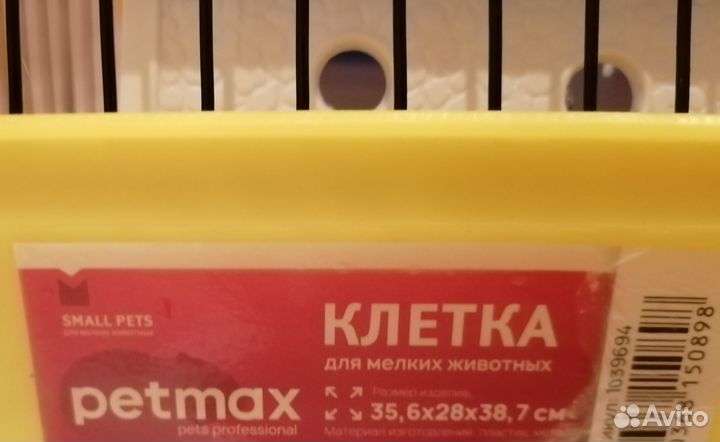 SMALL PETS
ДЛЯ МЕЛКИХ ЖИВОТНЫХ
petmax
pets professional
КЛЕТКА
для мелких животных
Размер изделия,
35,6х28х38,7 см
Материал изготовления: пластик,
1039694
150898
Avito